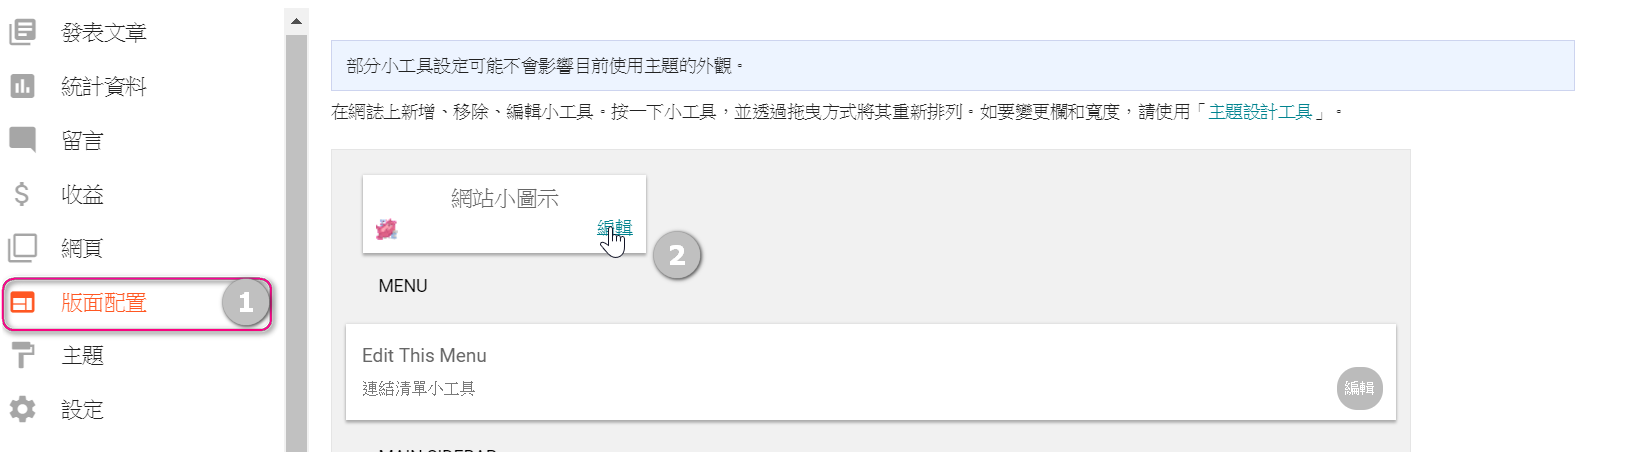 發表文章
統計資料
留言
收益
網頁
版面配置 1
主題
設定
部分小工具設定可能不會影響目前使用主題的外觀。
在網誌上新增、移除、編輯小工具。按一下小工具，並透過拖曳方式將其重新排列。如要變更欄和寬度，請使用「主題設計工具」。
網站小圖示
編輯
2
MENU
Edit This Menu
連結清單小工具
編輯
MAIN SIDEBAR